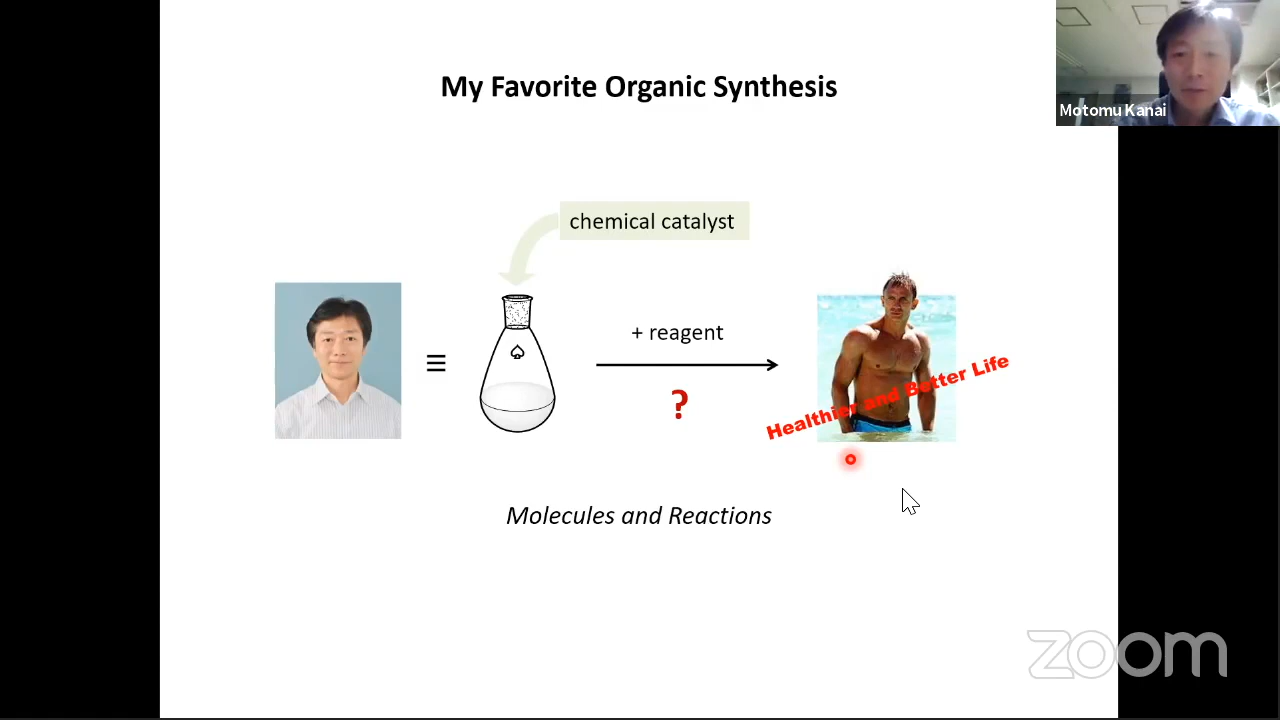 My Favorite Organic Synthesis
Motomu Kanai
chemical catalyst
≡
+ reagent
?
Healthier and Better Life
Molecules and Reactions
zoom